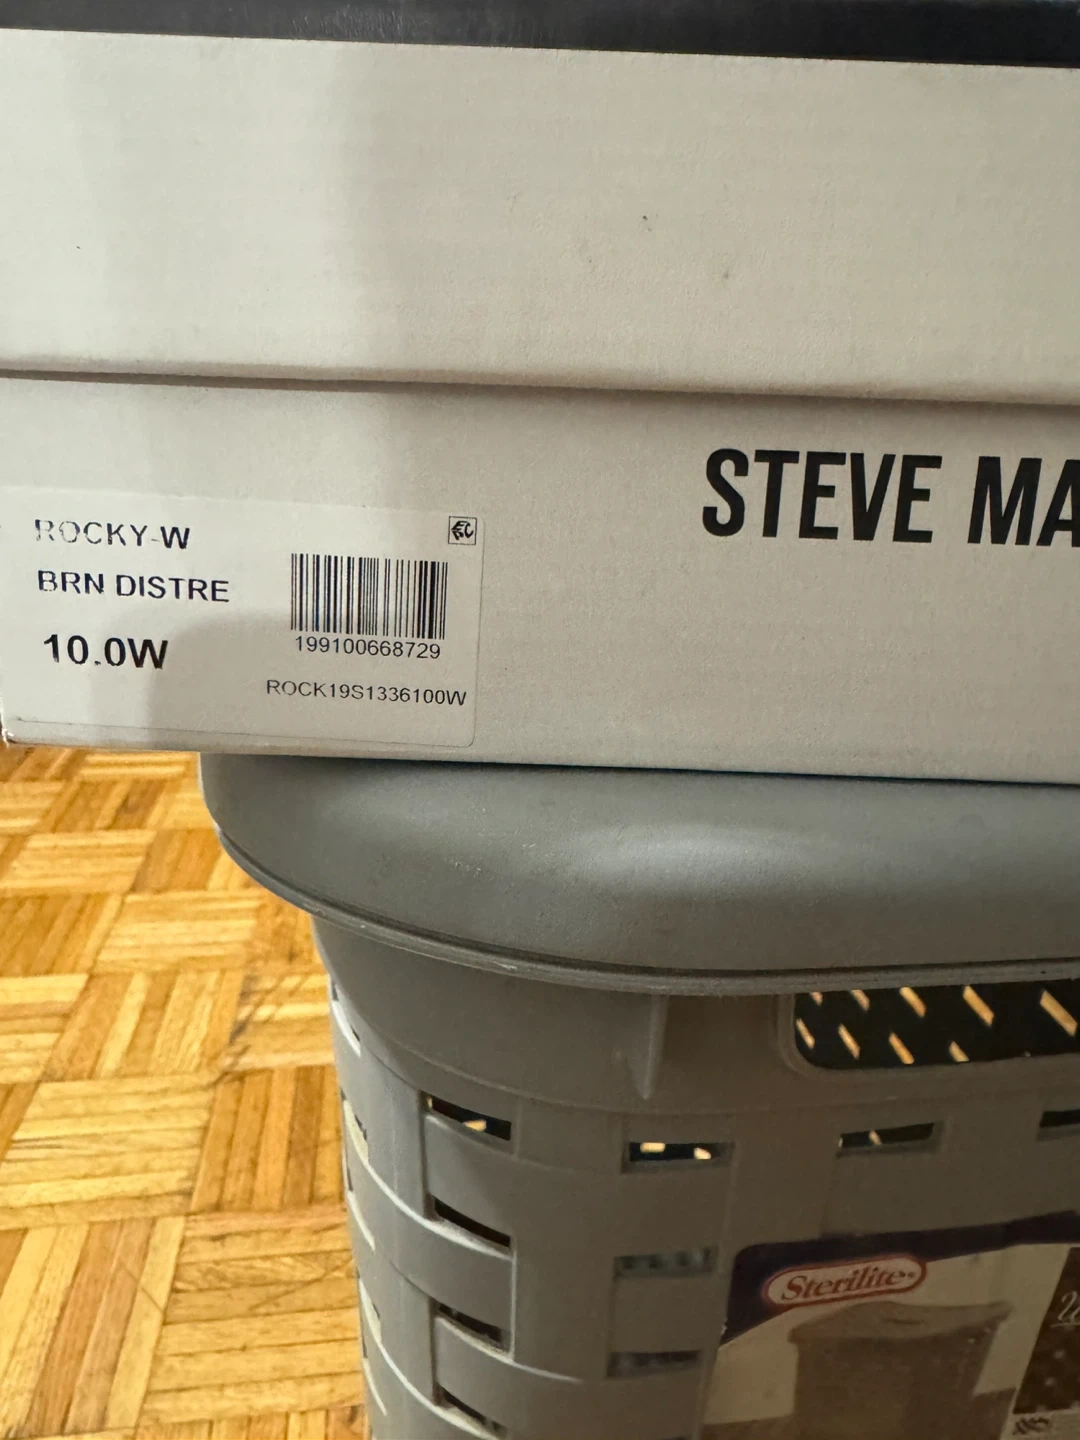 STEVE MA
ROCKY-W
BRN DISTRE
10.0W
199100668729
ROCK19S1336100W
Sterilite